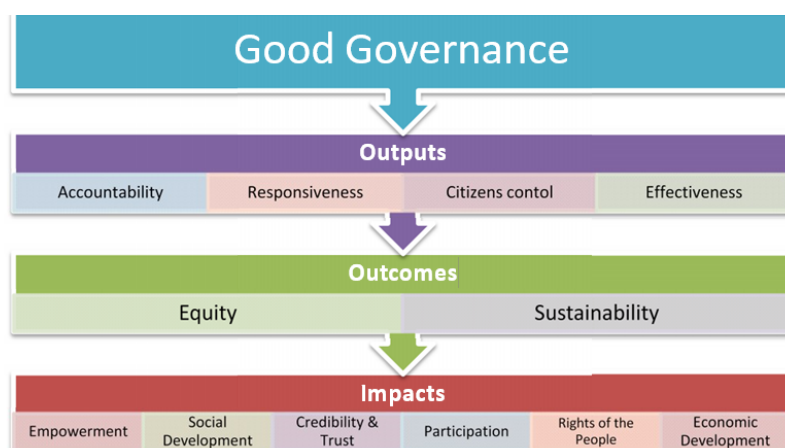 Good Governance
Outputs
Accountability
Responsiveness
Citizens contol
Effectiveness
Outcomes
Equity
Sustainability
Impacts
Empowerment
Social
Development
Credibility &
Trust
Participation
Rights of the
People
Economic
Development